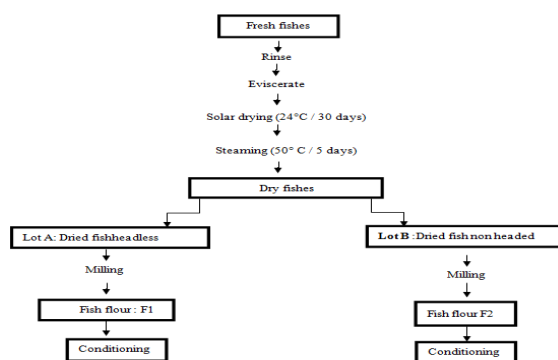 Fresh fishes
Rinse
Eviscerate
Solar drying (24°C / 30 days)
Steaming (50° C / 5 days)
Dry fishes
Lot A: Dried fishheadless
Milling
Fish flour : F1
Conditioning
Lot B :Dried fish non headed
Milling
Fish flour F2
Conditioning